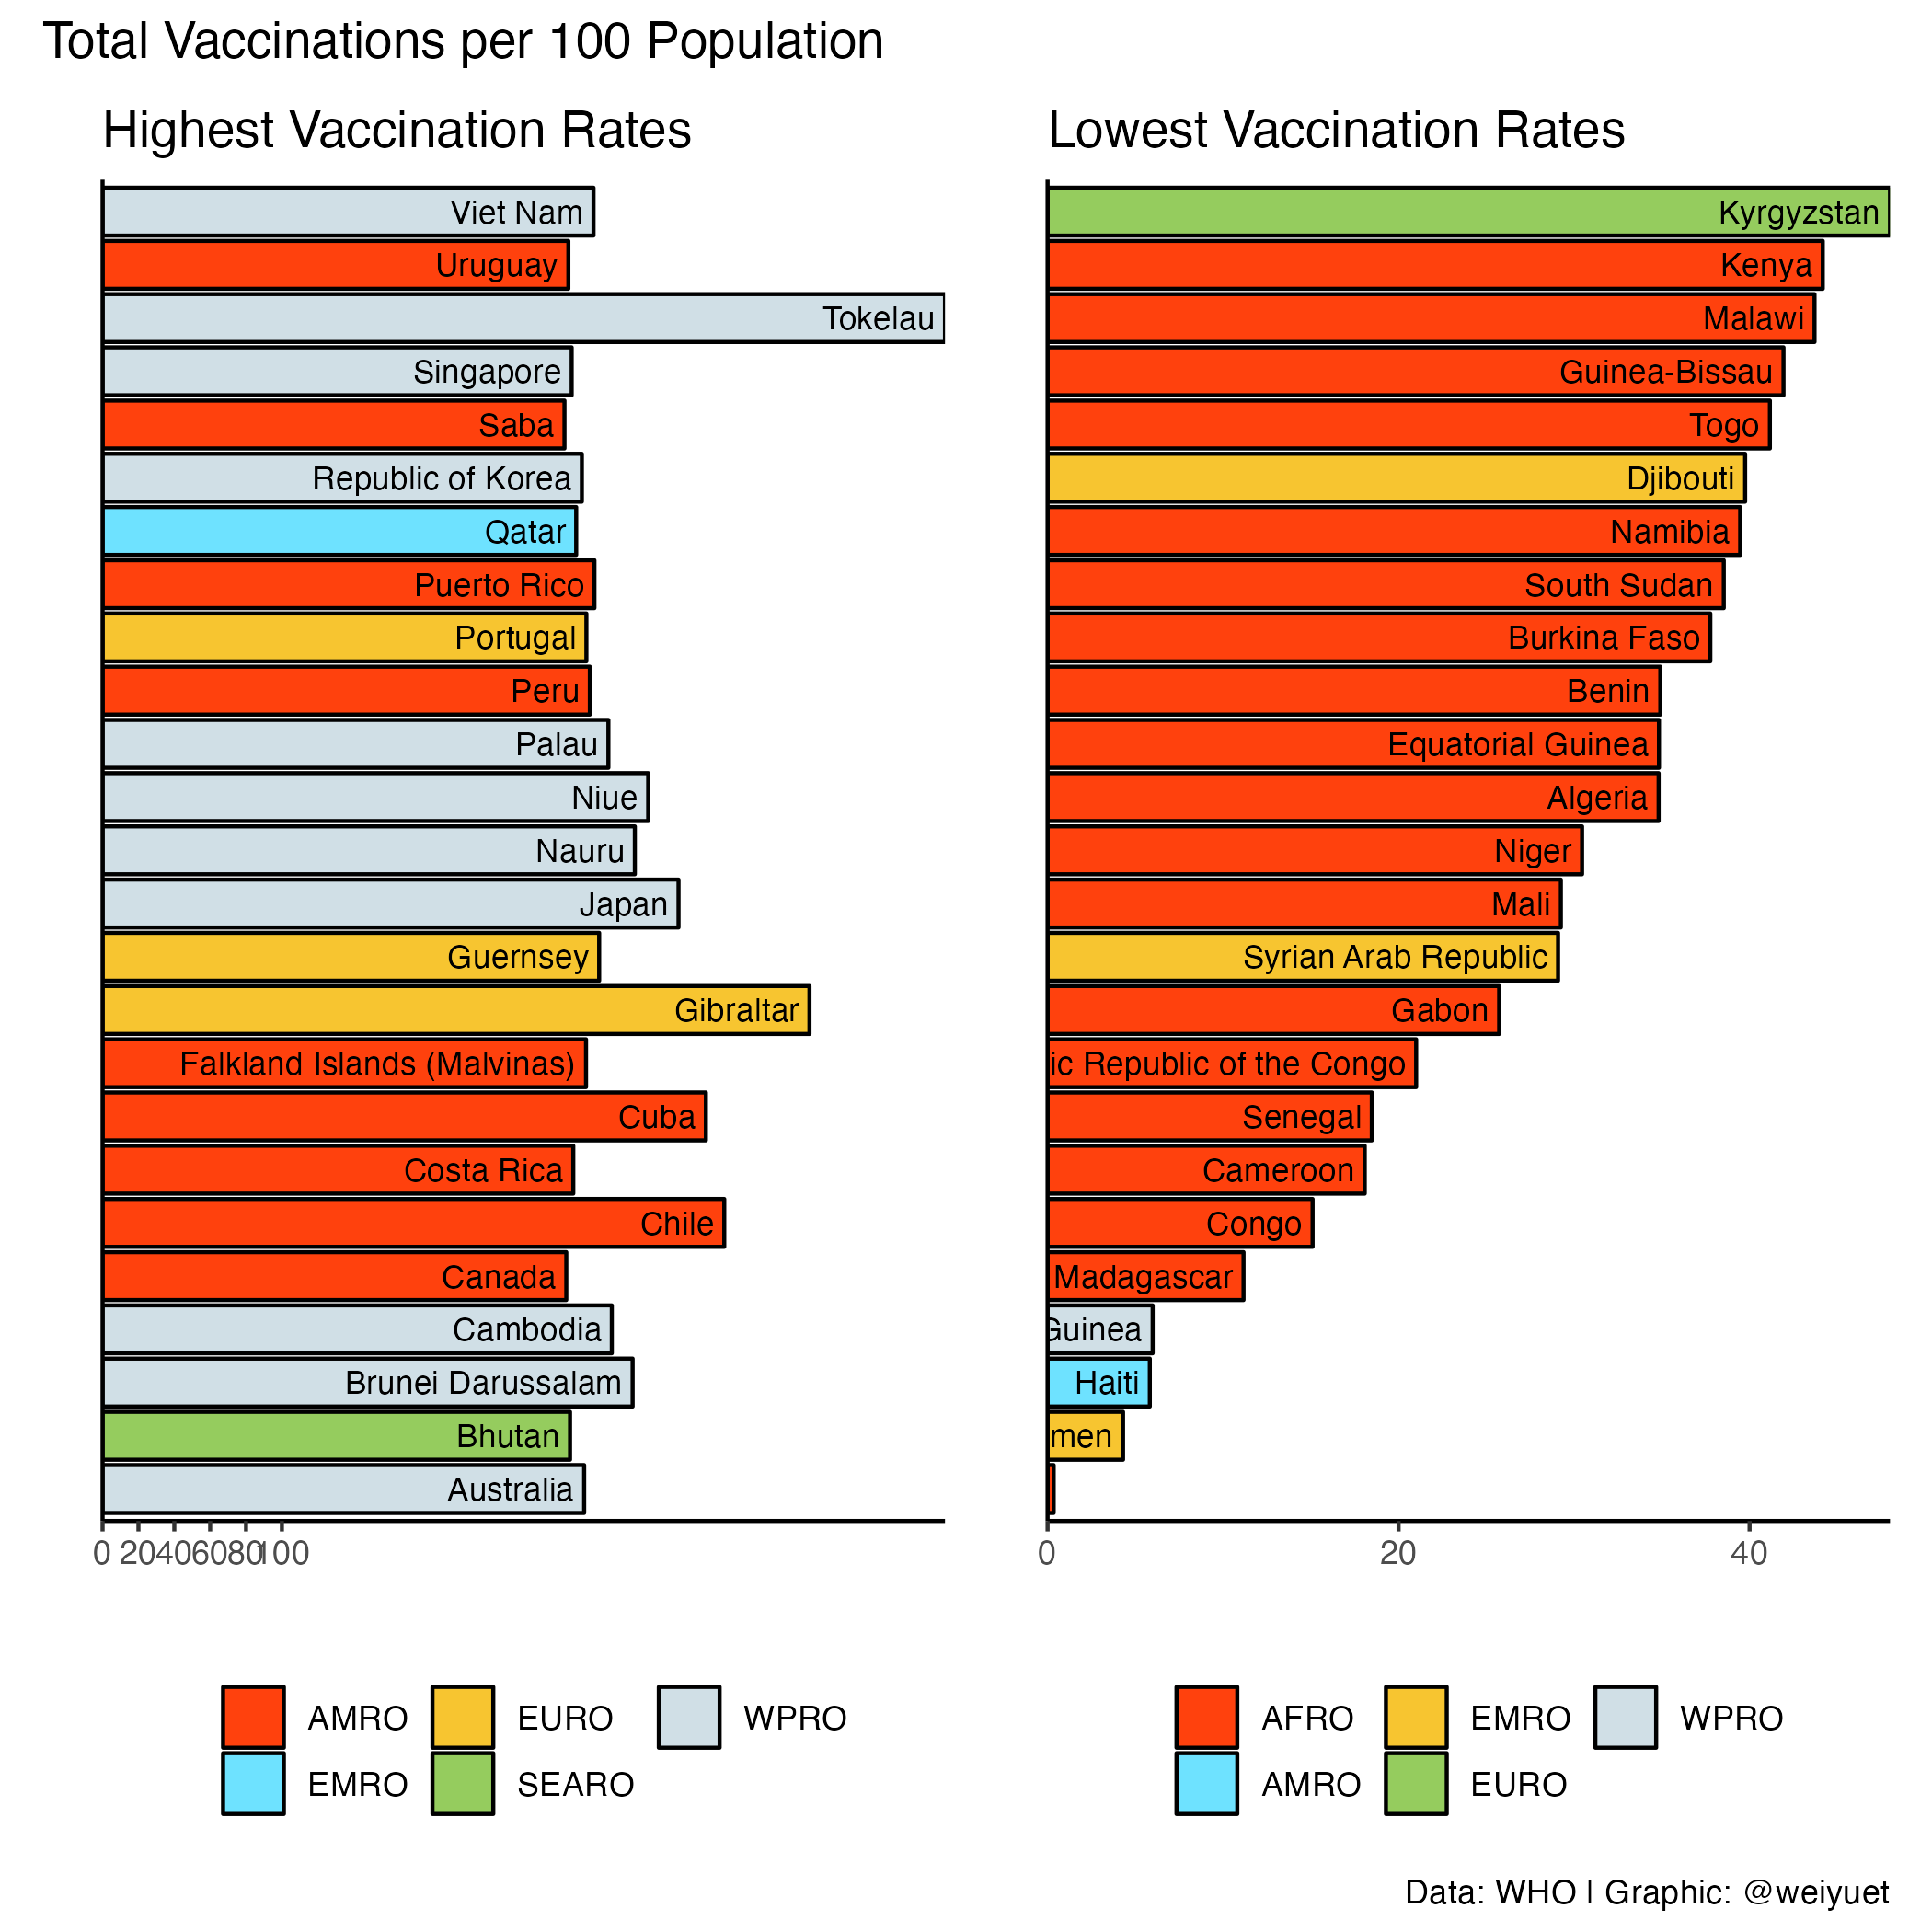 Total Vaccinations per 100 Population
Highest Vaccination Rates
Viet Nam
Uruguay
Tokelau
Singapore
Saba
Republic of Korea
Qatar
Puerto Rico
Portugal
Peru
Palau
Niue
Nauru
Japan
Guernsey
Gibraltar
Falkland Islands (Malvinas)
Cuba
Costa Rica
Chile
Canada
Cambodia
Brunei Darussalam
Bhutan
Australia
0 20 40 60 80 100
AMRO EURO WPRO
EMRO SEARO
Lowest Vaccination Rates
Kyrgyzstan
Kenya
Malawi
Guinea-Bissau
Togo
Djibouti
Namibia
South Sudan
Burkina Faso
Benin
Equatorial Guinea
Algeria
Niger
Mali
Syrian Arab Republic
Gabon
ic Republic of the Congo
Senegal
Cameroon
Congo
Madagascar
Guinea
Haiti
men
0 20 40
AFRO EMRO WPRO
AMRO EURO
Data: WHO | Graphic: @weiyuet